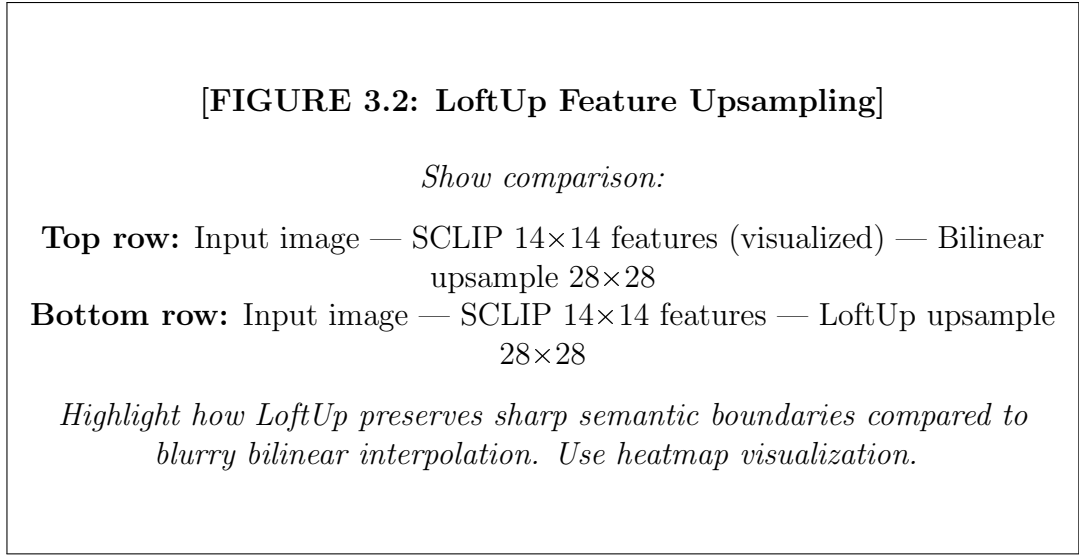 [FIGURE 3.2: LoftUp Feature Upsampling]
Show comparison:
Top row: Input image — SCLIP 14×14 features (visualized) — Bilinear
upsample 28×28
Bottom row: Input image — SCLIP 14×14 features — LoftUp upsample
28×28
Highlight how LoftUp preserves sharp semantic boundaries compared to
blurry bilinear interpolation. Use heatmap visualization.